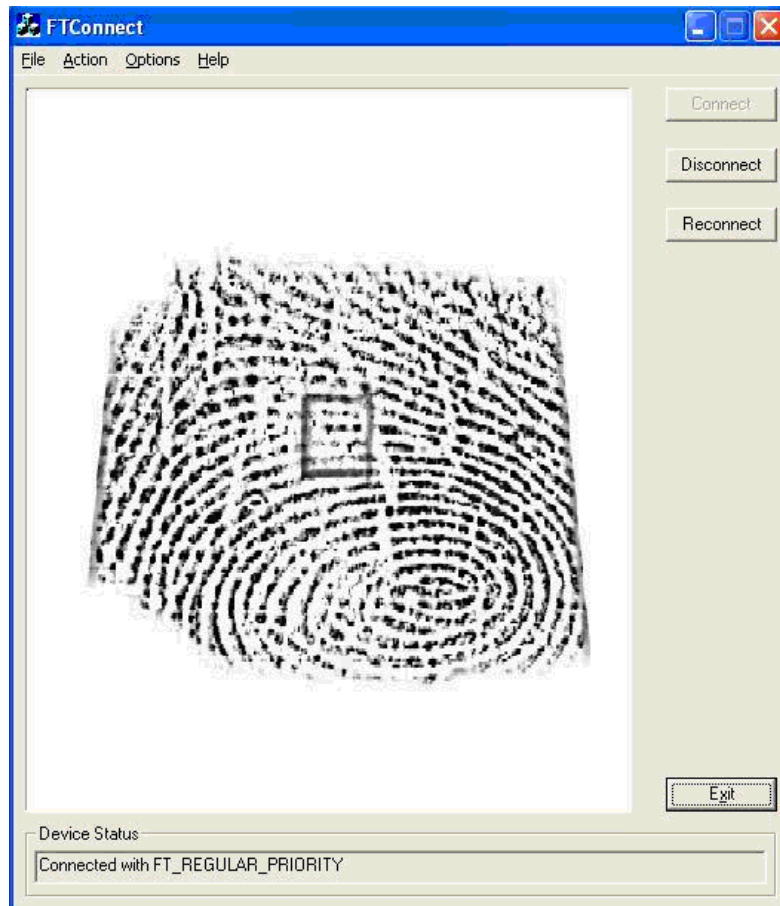 FTConnect
File Action Options Help
Connect
Disconnect
Reconnect
Exit
Device Status
Connected with FT_REGULAR_PRIORITY